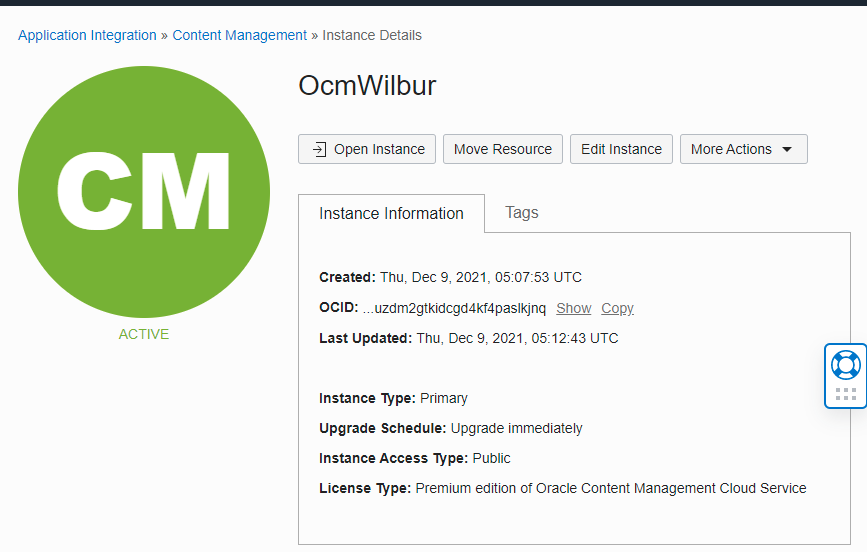 Application Integration » Content Management » Instance Details
CM
ACTIVE
OcmWilbur
Open Instance Move Resource Edit Instance More Actions
Instance Information Tags
Created: Thu, Dec 9, 2021, 05:07:53 UTC
OCID: ...uzdm2gtkidcgd4kf4paslkjnq Show Copy
Last Updated: Thu, Dec 9, 2021, 05:12:43 UTC
Instance Type: Primary
Upgrade Schedule: Upgrade immediately
Instance Access Type: Public
License Type: Premium edition of Oracle Content Management Cloud Service